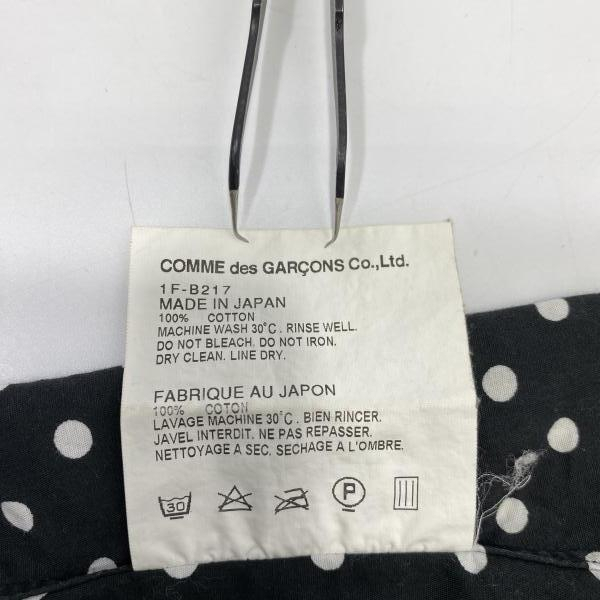 COMME des GARÇONS Co.,Ltd.
1F-B217
MADE IN JAPAN
100% COTTON
MACHINE WASH 30°C . RINSE WELL.
DO NOT BLEACH. DO NOT IRON.
DRY CLEAN. LINE DRY.
FABRIQUE AU JAPON
100% COTON
LAVAGE MACHINE 30°C . BIEN RINCER.
JAVEL INTERDIT. NE PAS REPASSER.
NETTOYAGE A SEC. SECHAGE A L'OMBRE.
30 P